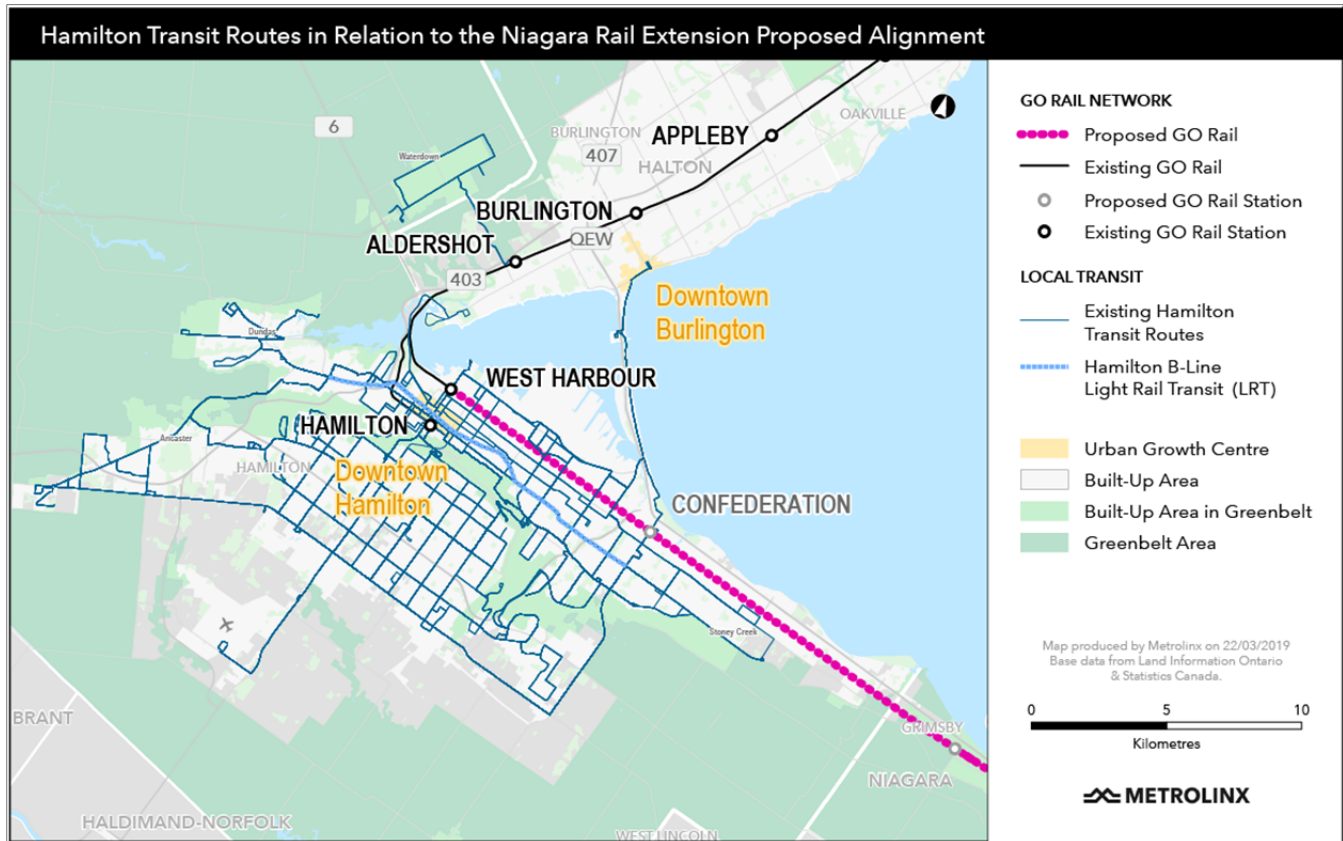 Hamilton Transit Routes in Relation to the Niagara Rail Extension Proposed Alignment
6
Waterdown
BURLINGTON
407
HALTON
OAKVILLE
APPLEBY
BURLINGTON
QEW
ALDERSHOT
403
Downtown
Burlington
Dundas
WEST HARBOUR
HAMILTON
Ancaster
HAMILTON
Downtown
Hamilton
CONFEDERATION
Stoney Creek
GRIMSBY
NIAGARA
BRANT
HALDIMAND-NORFOLK
WEST LINCOLN
GO RAIL NETWORK
Proposed GO Rail
Existing GO Rail
Proposed GO Rail Station
Existing GO Rail Station
LOCAL TRANSIT
Existing Hamilton
Transit Routes
Hamilton B-Line
Light Rail Transit (LRT)
Urban Growth Centre
Built-Up Area
Built-Up Area in Greenbelt
Greenbelt Area
Map produced by Metrolinx on 22/03/2019
Base data from Land Information Ontario
& Statistics Canada.
0 5 10
Kilometres
METROLINX